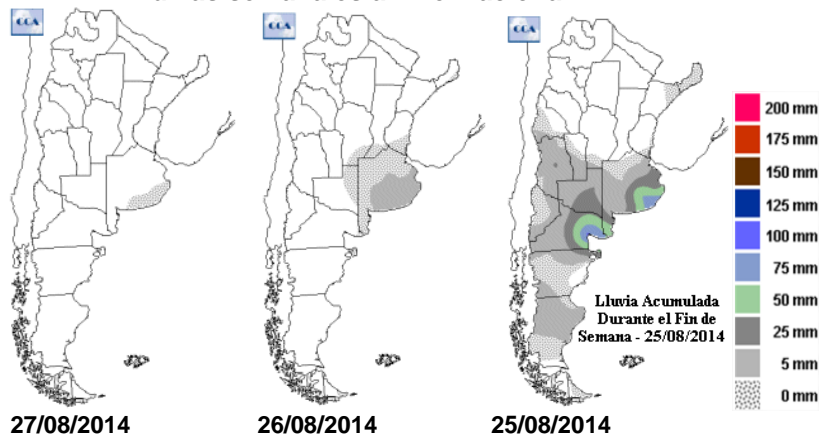 CCA
CCA
CCA
200 mm
175 mm
150 mm
125 mm
100 mm
75 mm
50 mm
25 mm
5 mm
0 mm
Lluvia Acumulada
Durante el Fin de
Semana - 25/08/2014
27/08/2014
26/08/2014
25/08/2014